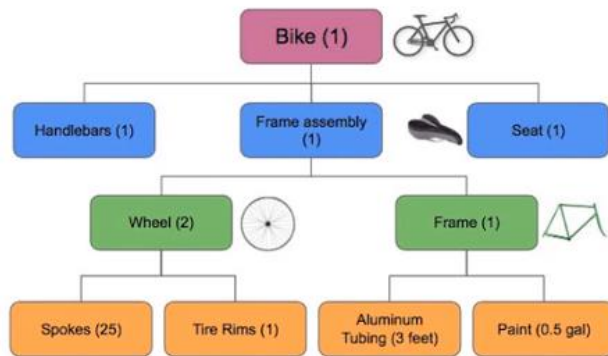 Bike (1)
Handlebars (1)
Frame assembly
(1)
Seat (1)
Wheel (2)
Frame (1)
Spokes (25)
Tire Rims (1)
Aluminum
Tubing (3 feet)
Paint (0.5 gal)